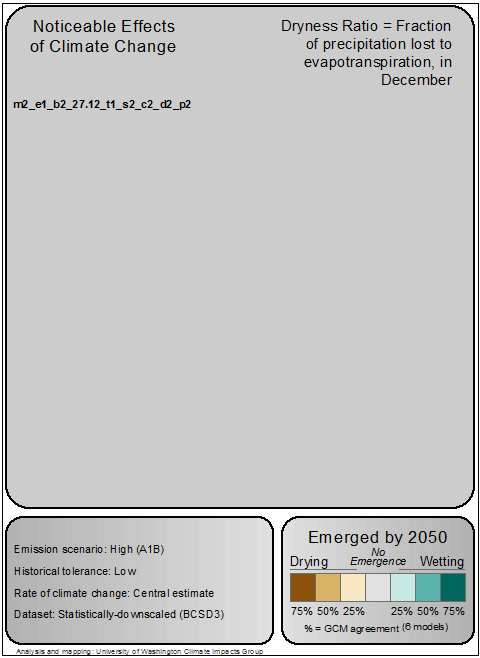 Noticeable Effects
of Climate Change
Dryness Ratio = Fraction
of precipitation lost to
evapotranspiration, in
December
m2_e1_b2_27.12_t1_s2_c2_d2_p2
Emission scenario: High (A1B)
Historical tolerance: Low
Rate of climate change: Central estimate
Dataset: Statistically-downscaled (BCSD3)
Emerged by 2050
Drying No Emergence Wetting
75% 50% 25% 25% 50% 75%
% = GCM agreement (6 models)
Analysis and mapping: University of Washington Climate Impacts Group